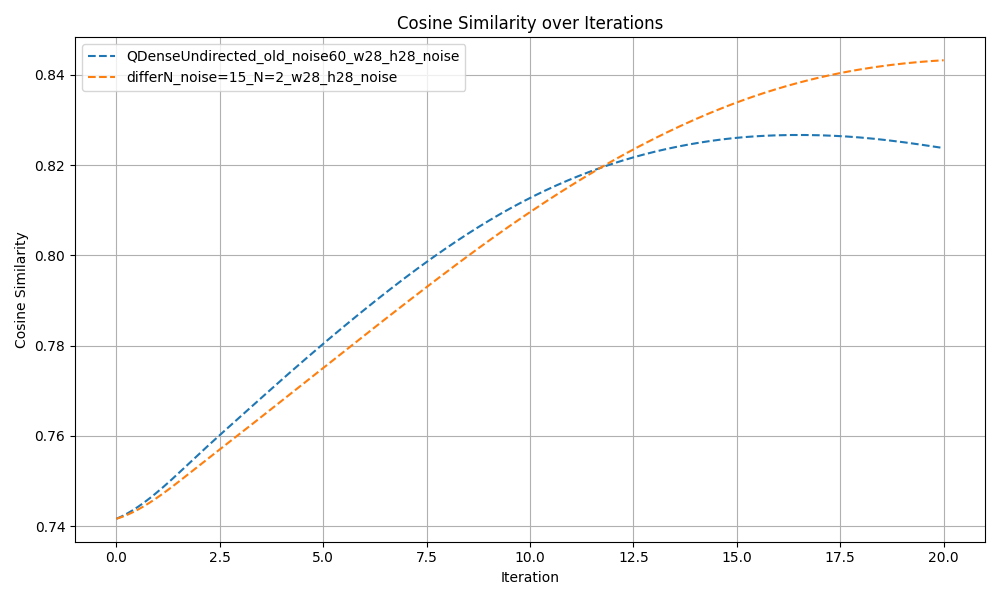 Cosine Similarity over Iterations
QDenseUndirected_old_noise60_w28_h28_noise
differN_noise=15_N=2_w28_h28_noise
Cosine Similarity
0.84
0.82
0.80
0.78
0.76
0.74
0.0 2.5 5.0 7.5 10.0 12.5 15.0 17.5 20.0
Iteration